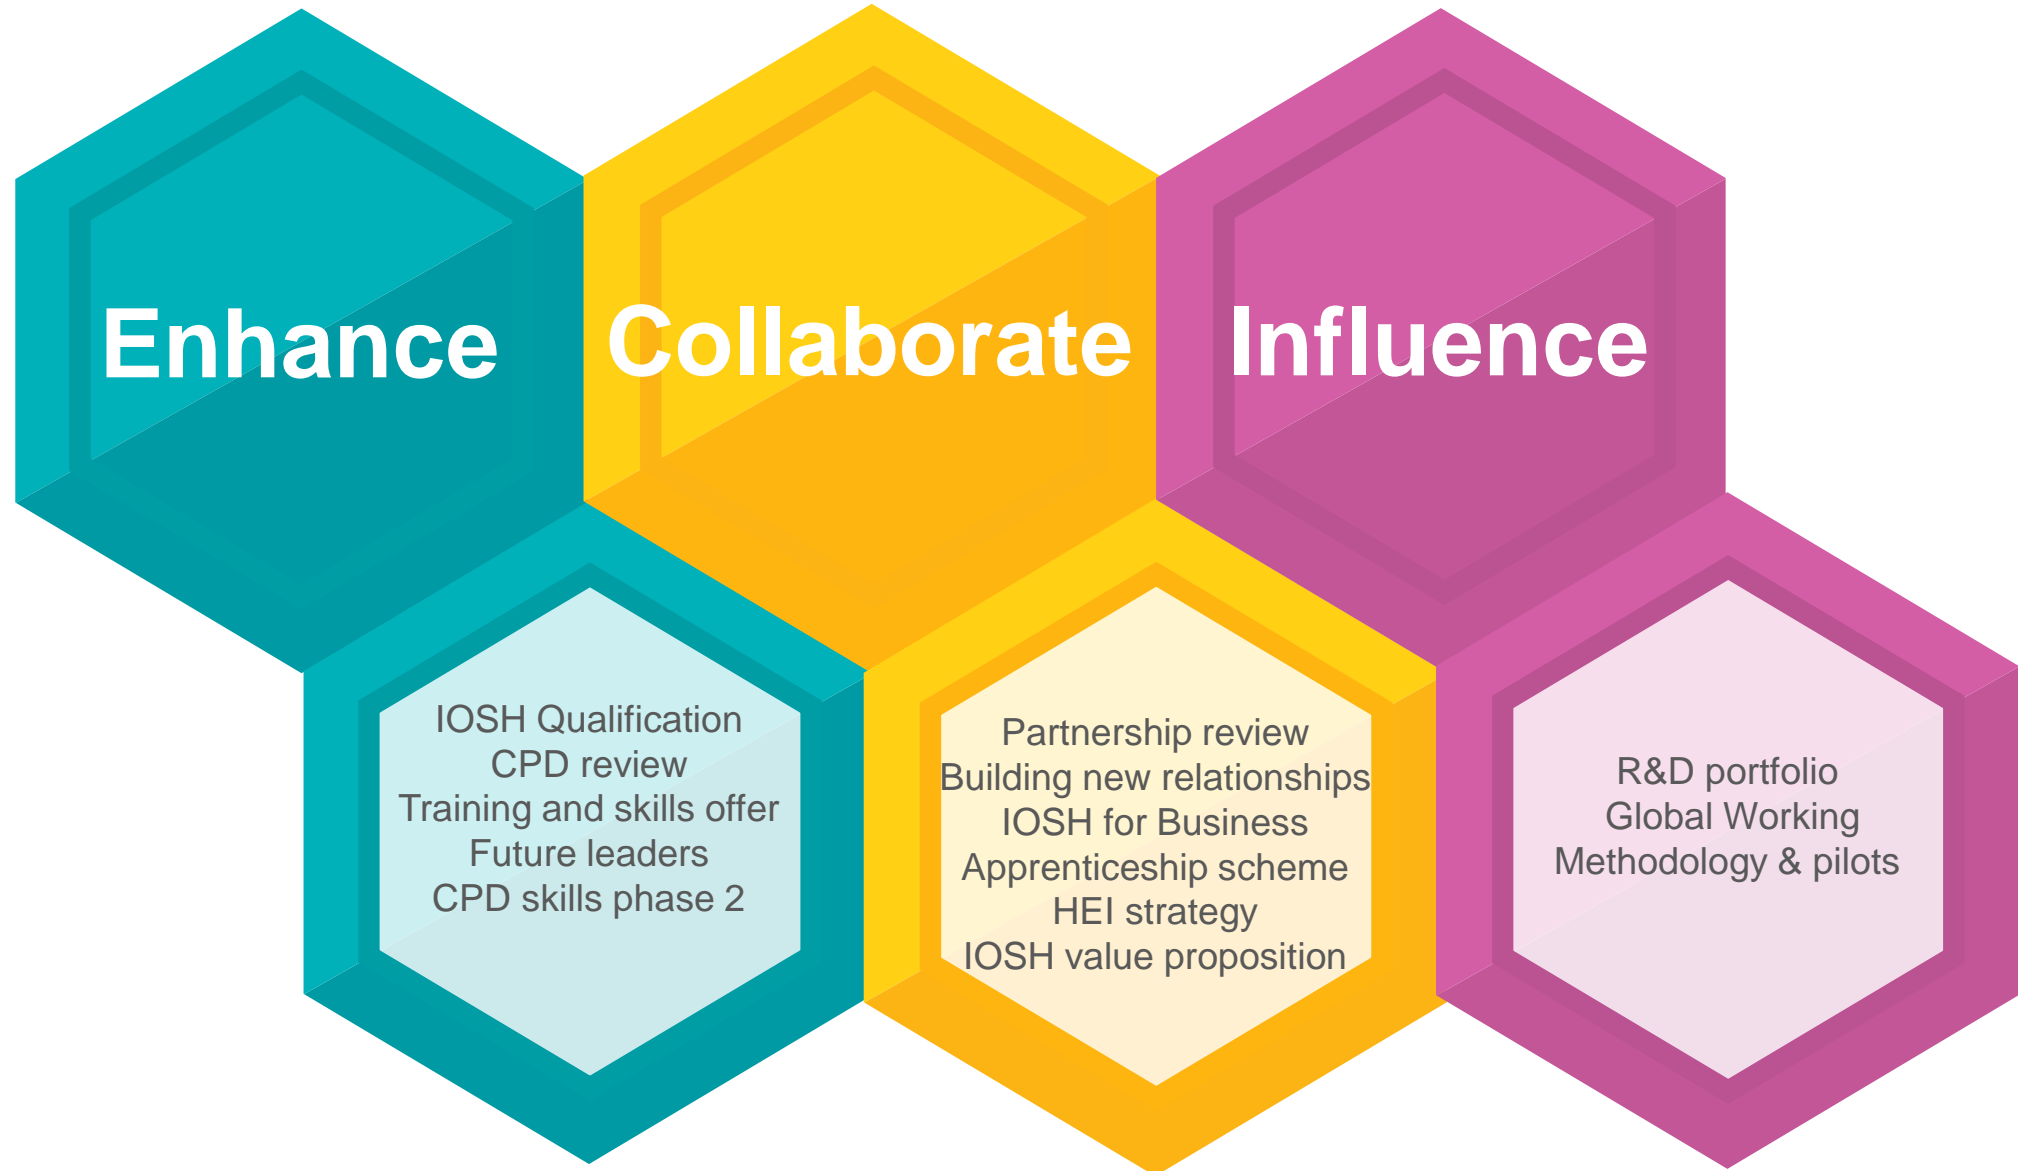 Enhance
Collaborate
Influence
IOSH Qualification
CPD review
Training and skills offer
Future leaders
CPD skills phase 2
Partnership review
Building new relationships
IOSH for Business
Apprenticeship scheme
HEI strategy
IOSH value proposition
R&D portfolio
Global Working
Methodology & pilots